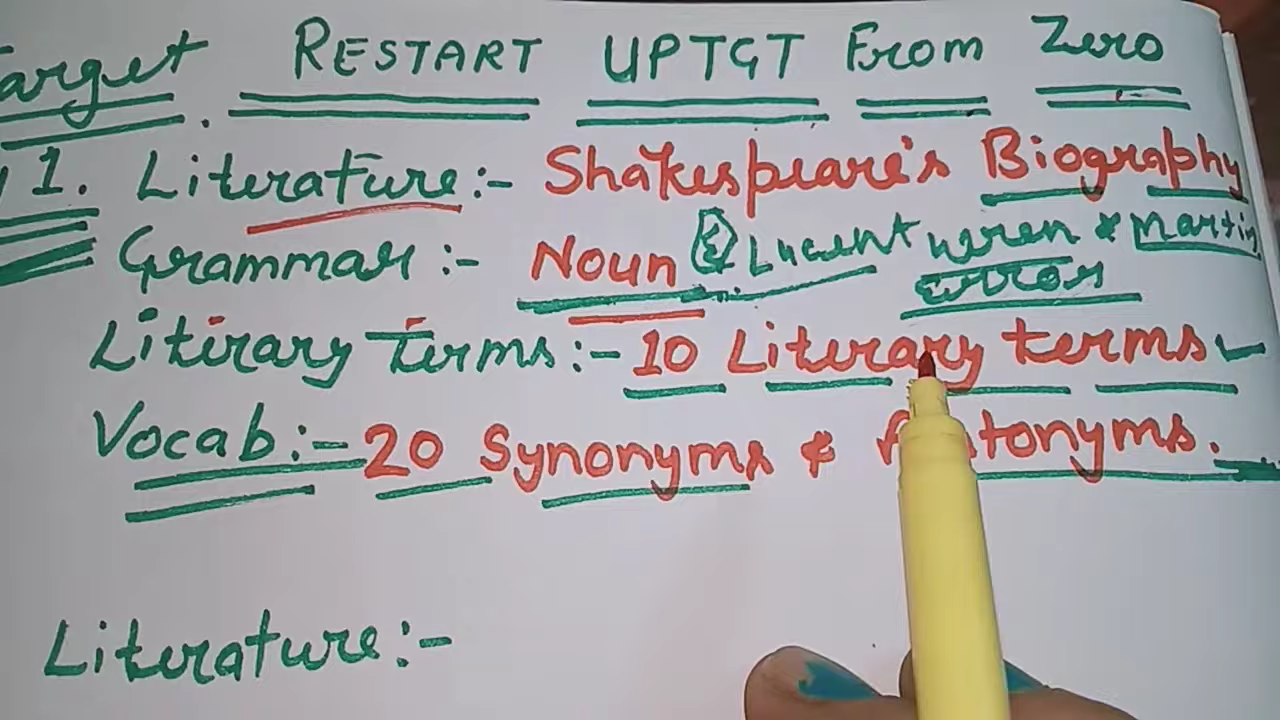 Target RESTART UPTGT From Zero
1. Literature:- Shakespeare's Biography
Grammar :- Noun Lucent wren & Martin
error
Literary Terms:- 10 Literary terms
Vocab:- 20 Synonyms & Antonyms.
Literature:-